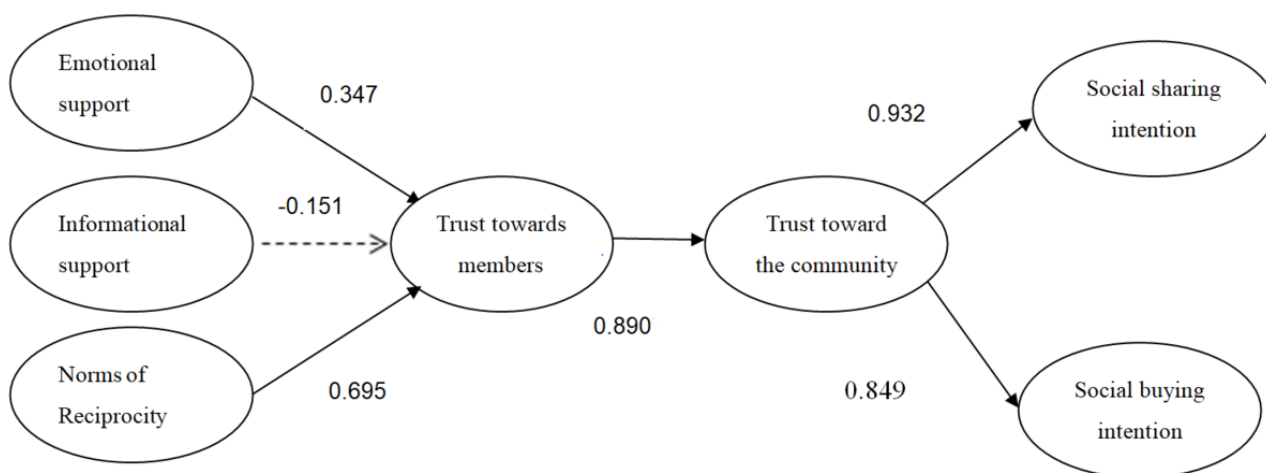 Emotional
support
0.347
Informational
support
-0.151
Norms of
Reciprocity
0.695
Trust towards
members
0.890
Trust toward
the community
0.932
0.849
Social sharing
intention
Social buying
intention